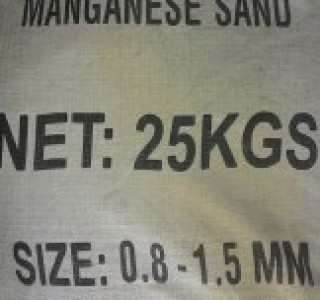 MANGANESE SAND
NET: 25KGS
SIZE: 0.8-1.5 MM